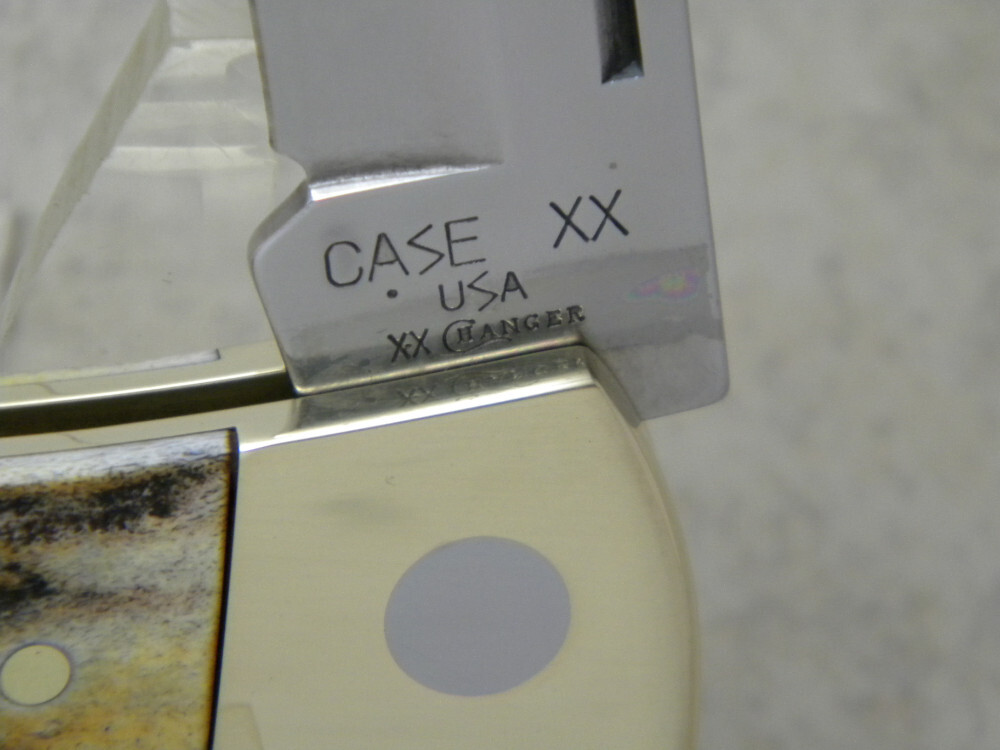 CASE XX
. USA
XX CHANGER